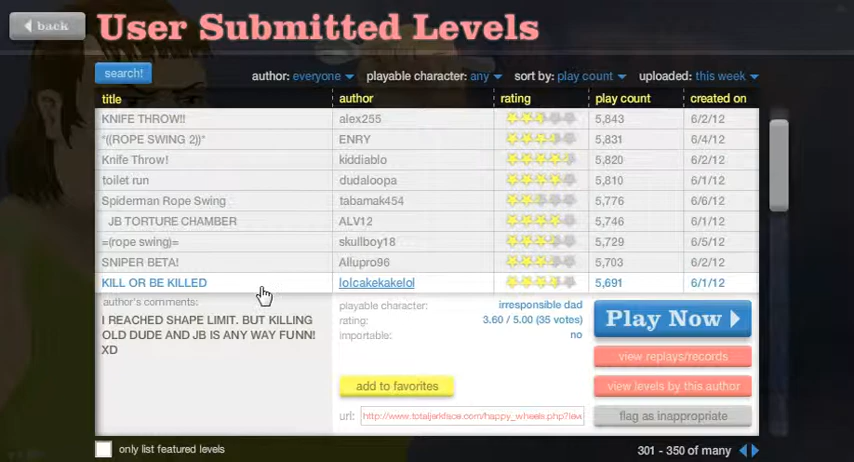 back
User Submitted Levels
search!
author: everyone playable character: any sort by: play count uploaded: this week
title author rating play count created on
KNIFE THROW!! alex255 5,843 6/2/12
*((ROPE SWING 2))* ENRY 5,831 6/4/12
Knife Throw! kiddiablo 5,820 6/2/12
toilet run dudaloopa 5,810 6/1/12
Spiderman Rope Swing tabamak454 5,776 6/6/12
JB TORTURE CHAMBER ALV12 5,746 6/1/12
=(rope swing)= skullboy18 5,729 6/5/12
SNIPER BETA! Allupro96 5,703 6/2/12
KILL OR BE KILLED lolcakekakelol 5,691 6/1/12
author's comments:
I REACHED SHAPE LIMIT. BUT KILLING
OLD DUDE AND JB IS ANY WAY FUNN!
XD
playable character: irresponsible dad
rating: 3.60 / 5.00 (35 votes)
importable: no
add to favorites
url: http://www.totaljerkface.com/happy_wheels.php?lev
Play Now
view replays/records
view levels by this author
flag as inappropriate
only list featured levels
301 - 350 of many